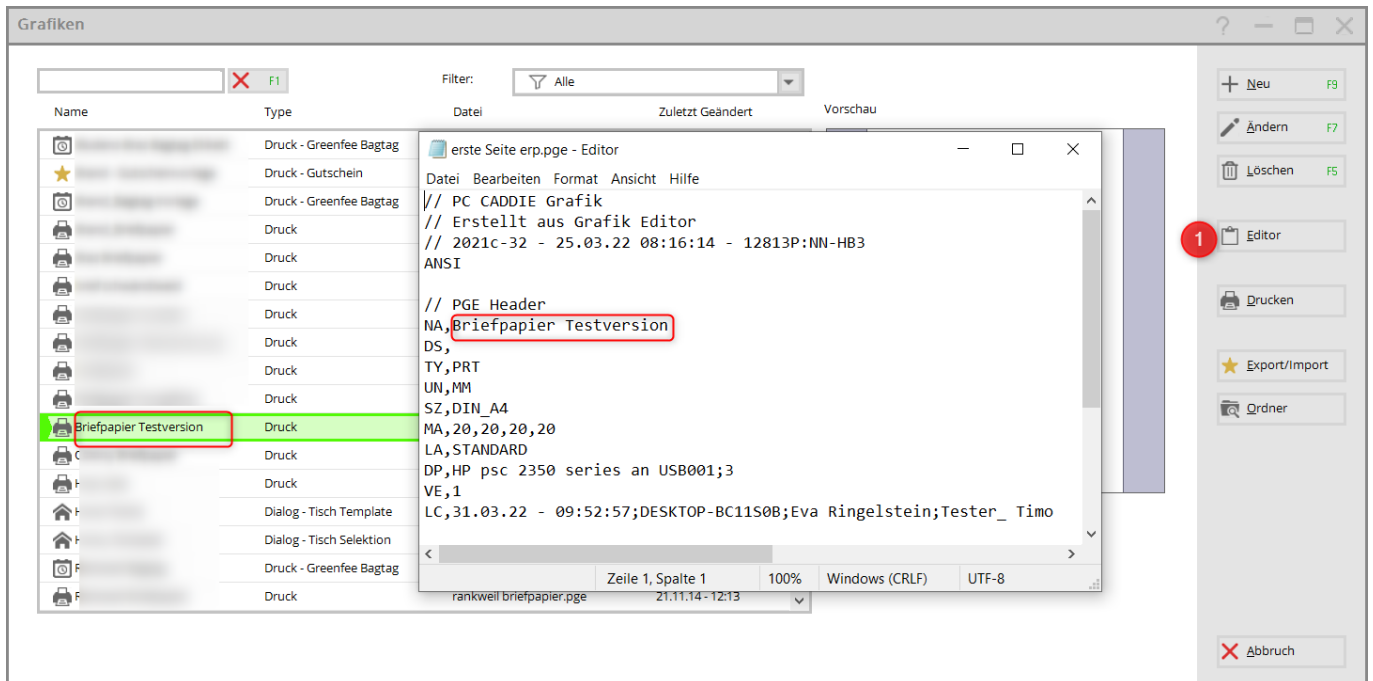 Grafiken
F1
Filter:
Alle
Name
Type
Datei
Zuletzt Geändert
Vorschau
Druck - Greenfee Bagtag
Druck - Gutschein
Druck - Greenfee Bagtag
Druck
Druck
Druck
Druck
Druck
Druck
Druck
Briefpapier Testversion
Druck
Druck
Druck
Dialog - Tisch Template
Dialog - Tisch Selektion
Druck - Greenfee Bagtag
Druck
rankweil briefpapier.pge
21.11.14 - 12:13
erste Seite erp.pge - Editor
Datei Bearbeiten Format Ansicht Hilfe
// PC CADDIE Grafik
// Erstellt aus Grafik Editor
// 2021c-32 - 25.03.22 08:16:14 - 12813P:NN-HB3
ANSI
// PGE Header
NA,Briefpapier Testversion
DS,
TY,PRT
UN,MM
SZ,DIN_A4
MA,20,20,20,20
LA,STANDARD
DP,HP psc 2350 series an USB001;3
VE,1
LC,31.03.22 - 09:52:57;DESKTOP-BC11S0B;Eva Ringelstein;Tester_ Timo
Zeile 1, Spalte 1
100%
Windows (CRLF)
UTF-8
Neu F9
Ändern F7
Löschen F5
1
Editor
Drucken
Export/Import
Ordner
Abbruch